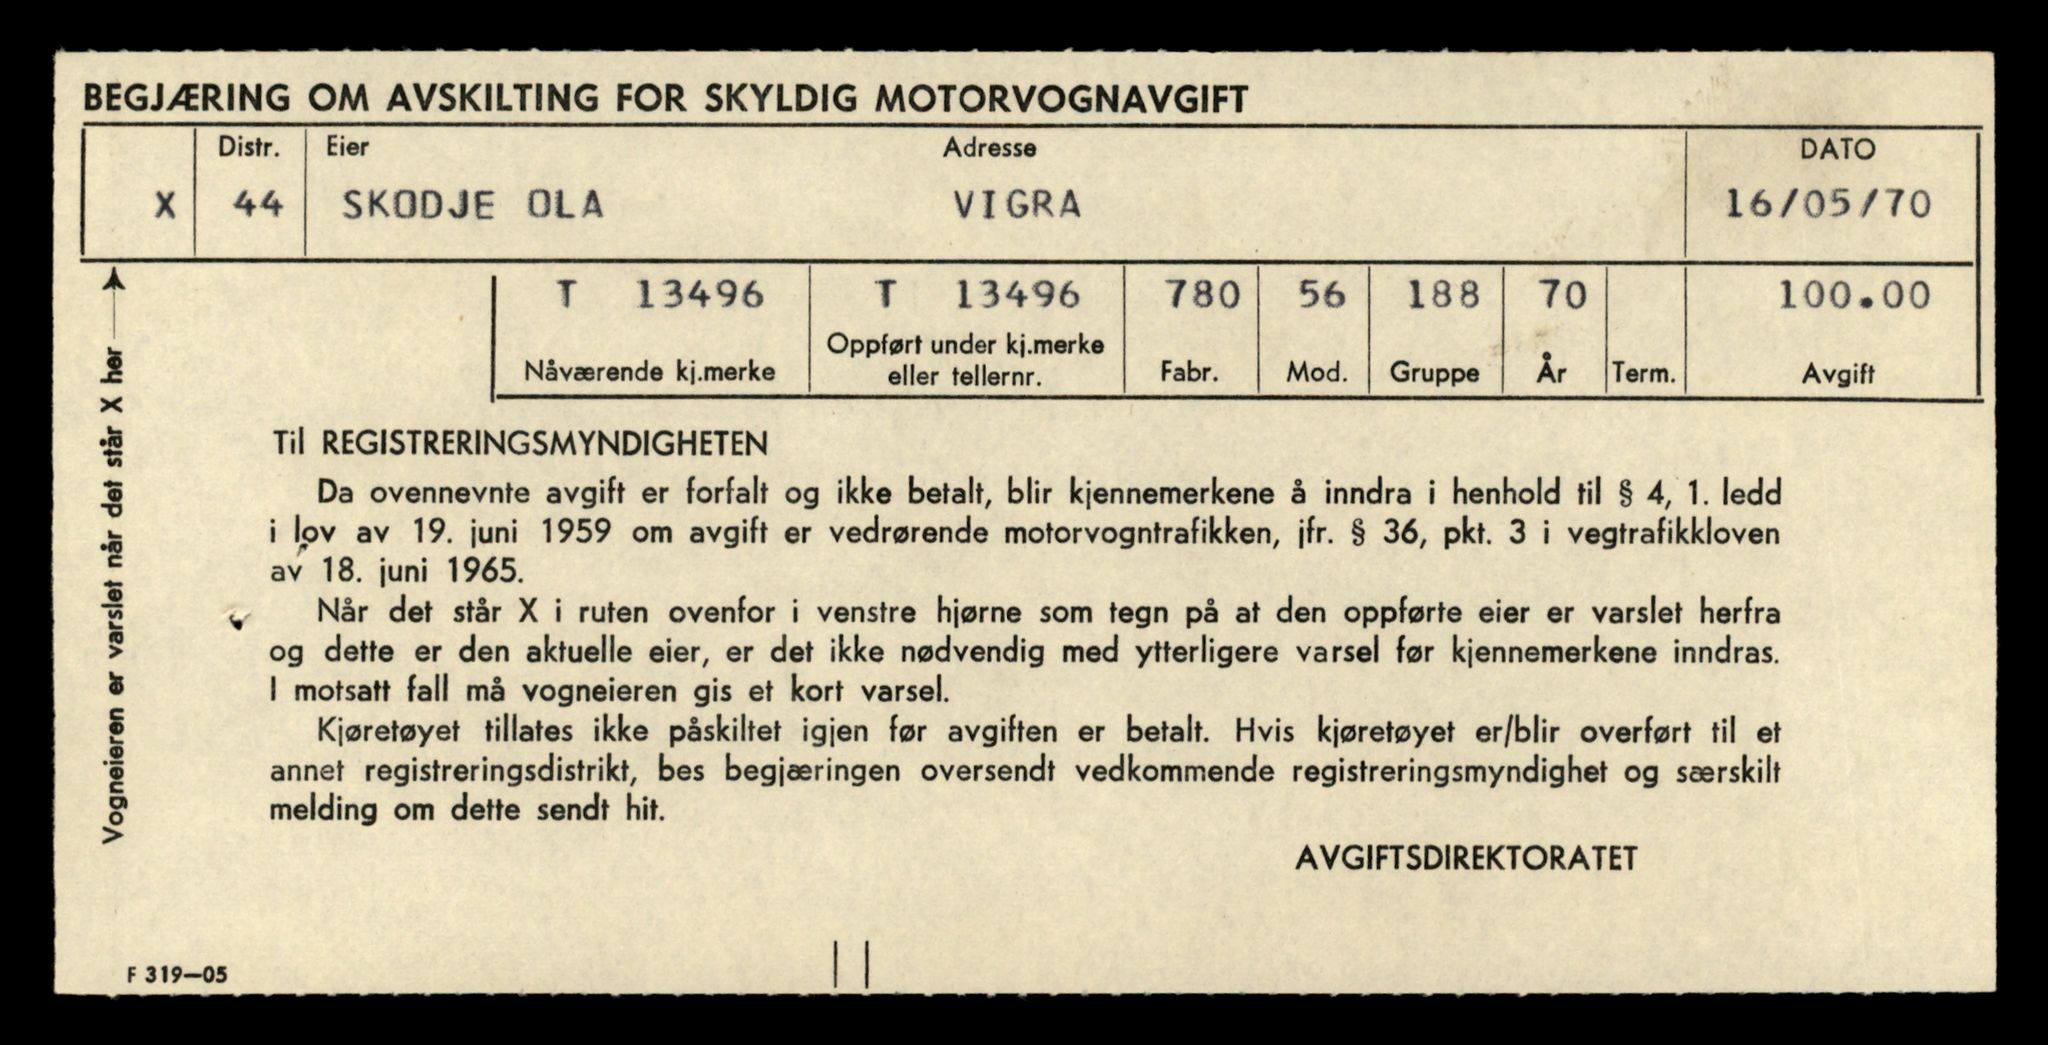 BEGJÆRING OM AVSKILTING FOR SKYLDIG MOTORVOGNAVGIFT
Distr. Eier Adresse DATO
X 44 SKODJE OLA VIGRA 16/05/70
T 13496 T 13496 780 56 188 70 100.00
Nåværende kj.merke Oppført under kj.merke eller tellernr. Fabr. Mod. Gruppe År Term. Avgift
Vogneieren er varslet når det står X her
Til REGISTRERINGSMYNDIGHETEN
Da ovennevnte avgift er forfalt og ikke betalt, blir kjennemerkene å inndra i henhold til § 4, 1. ledd
i lov av 19. juni 1959 om avgift er vedrørende motorvogntrafikken, jfr. § 36, pkt. 3 i vegtrafikkloven
av 18. juni 1965.
Når det står X i ruten ovenfor i venstre hjørne som tegn på at den oppførte eier er varslet herfra
og dette er den aktuelle eier, er det ikke nødvendig med ytterligere varsel før kjennemerkene inndras.
I motsatt fall må vogneieren gis et kort varsel.
Kjøretøyet tillates ikke påskiltet igjen før avgiften er betalt. Hvis kjøretøyet er/blir overført til et
annet registreringsdistrikt, bes begjæringen oversendt vedkommende registreringsmyndighet og særskilt
melding om dette sendt hit.
AVGIFTSDIREKTORATET
F 319—05